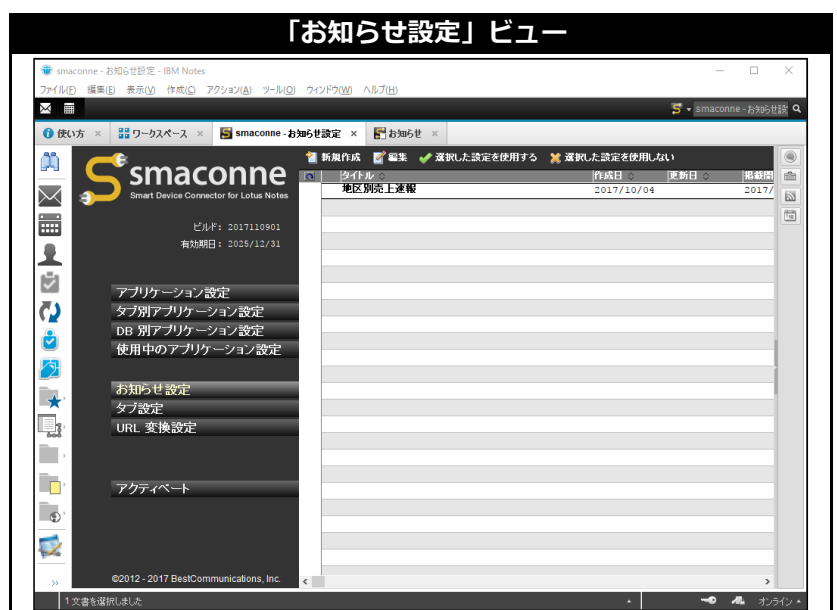 「お知らせ設定」ビュー
smaconne - お知らせ設定 - IBM Notes
ファイル(F) 編集(E) 表示(V) 作成(C) アクション(A) ツール(O) ウィンドウ(W) ヘルプ(H)
smaconne - お知らせ設
使い方 ワークスペース smaconne - お知らせ設定 お知らせ
新規作成 編集 選択した設定を使用する 選択した設定を使用しない
タイトル 作成日 更新日 掲載開
地区別売上速報 2017/10/04 2017/
smaconne
Smart Device Connector for Lotus Notes
ビルド: 2017110901
有効期日: 2025/12/31
アプリケーション設定
タブ別アプリケーション設定
DB 別アプリケーション設定
使用中のアプリケーション設定
お知らせ設定
タブ設定
URL 変換設定
アクティベート
©2012 - 2017 BestCommunications, Inc.
1 文書を選択しました オンライン